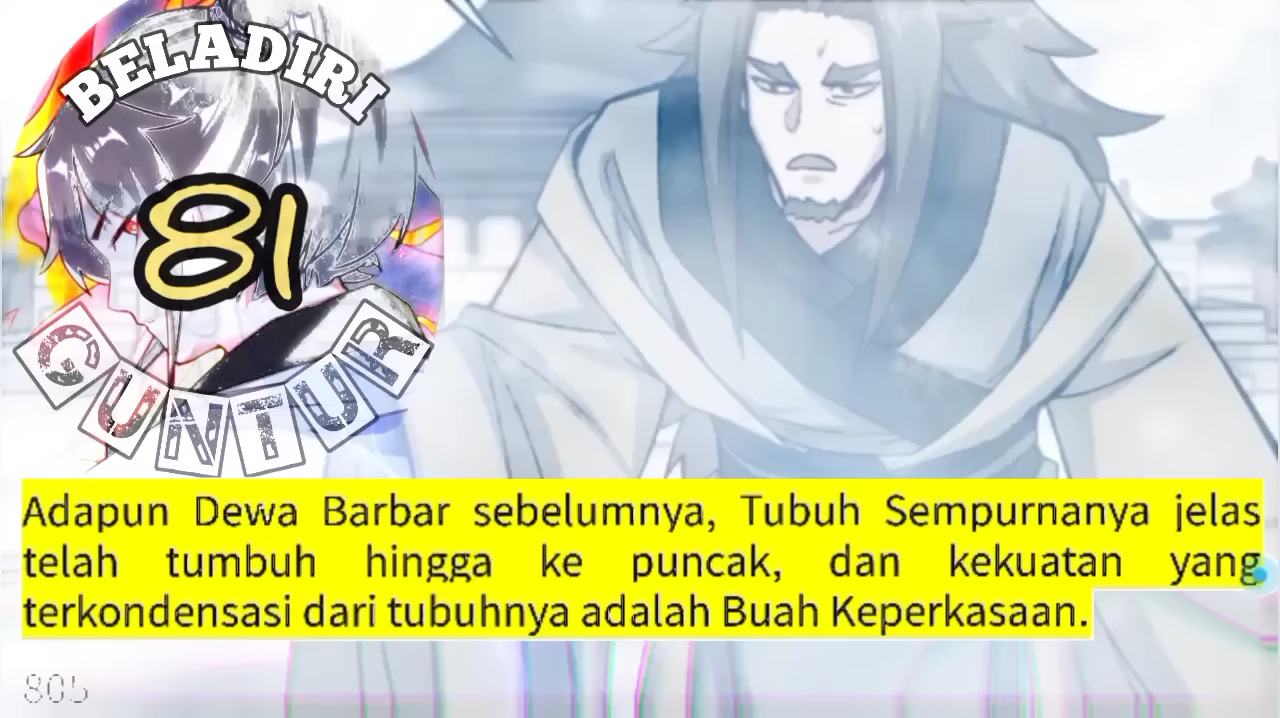 BELADIRI
81
GUNTUR
Adapun Dewa Barbar sebelumnya, Tubuh Sempurnanya jelas
telah tumbuh hingga ke puncak, dan kekuatan yang
terkondensasi dari tubuhnya adalah Buah Keperkasaan.
805